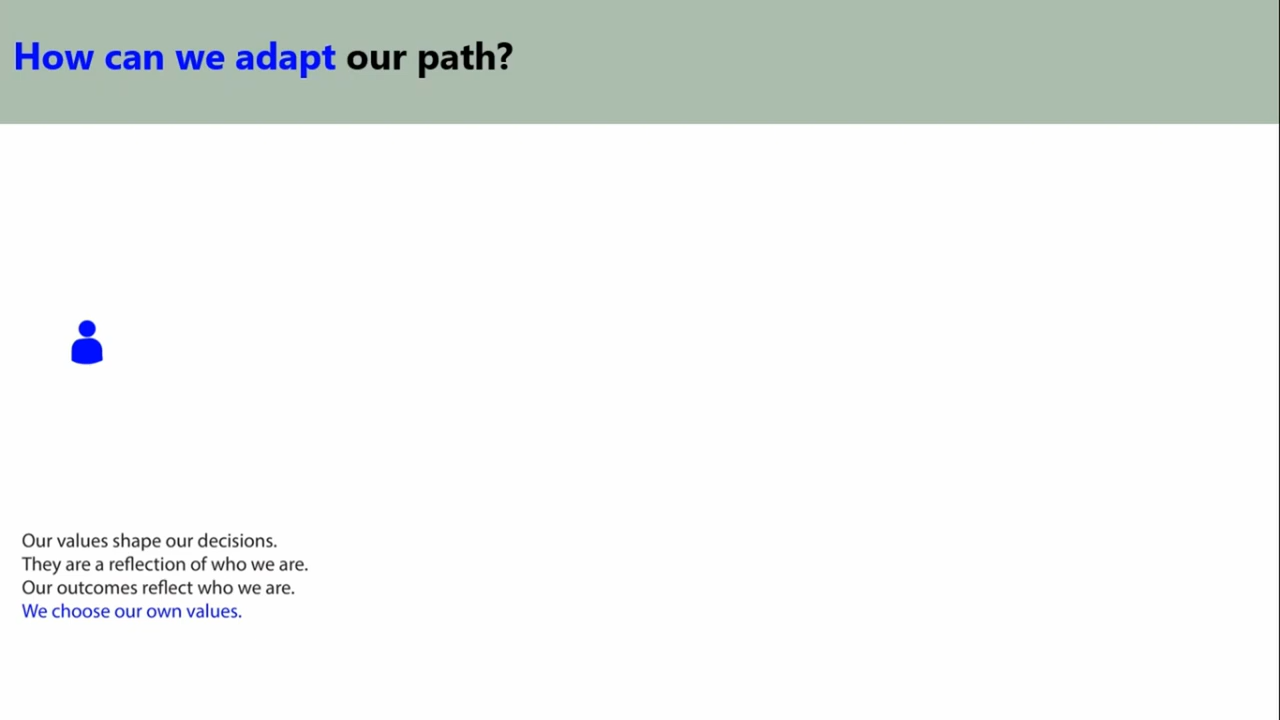 How can we adapt our path?
Our values shape our decisions.
They are a reflection of who we are.
Our outcomes reflect who we are.
We choose our own values.